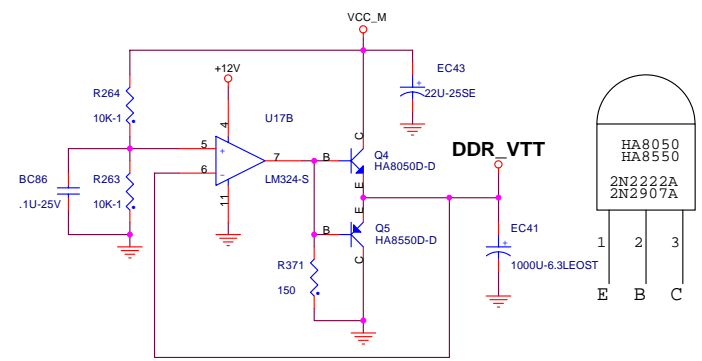 VCC_M
+12V
R264
10K-1
BC86
.1U-25V
R263
10K-1
U17B
4
5
+
6
-
7
11
LM324-S
EC43
+
22U-25SE
C
B
Q4
HA8050D-D
E
DDR_VTT
E
B
Q5
HA8550D-D
C
R371
150
EC41
+
1000U-6.3LEOST
HA8050
HA8550
2N2222A
2N2907A
1 2 3
E B C